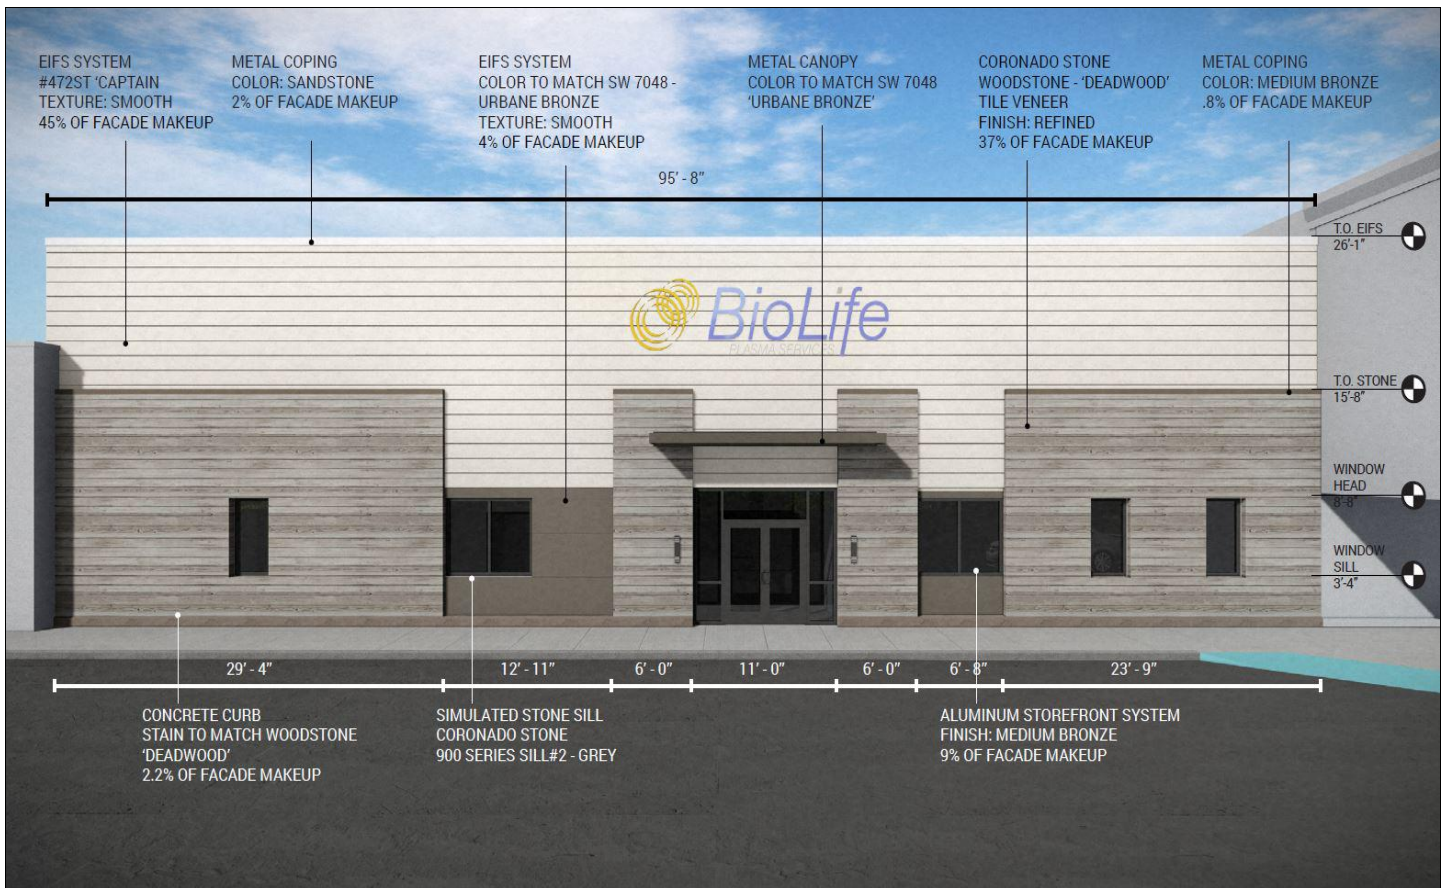 EIFS SYSTEM
#472ST ‘CAPTAIN
TEXTURE: SMOOTH
45% OF FACADE MAKEUP
METAL COPING
COLOR: SANDSTONE
2% OF FACADE MAKEUP
EIFS SYSTEM
COLOR TO MATCH SW 7048 -
URBANE BRONZE
TEXTURE: SMOOTH
4% OF FACADE MAKEUP
METAL CANOPY
COLOR TO MATCH SW 7048
‘URBANE BRONZE’
CORONADO STONE
WOODSTONE - ‘DEADWOOD’
TILE VENEER
FINISH: REFINED
37% OF FACADE MAKEUP
METAL COPING
COLOR: MEDIUM BRONZE
.8% OF FACADE MAKEUP
95’ - 8”
T.O. EIFS
26’-1”
BioLife
PLASMA SERVICES
T.O. STONE
15’-8”
WINDOW
HEAD
8’-8”
WINDOW
SILL
3’-4”
29’ - 4”
12’ - 11”
6’ - 0”
11’ - 0”
6’ - 0”
6’ - 8”
23’ - 9”
CONCRETE CURB
STAIN TO MATCH WOODSTONE
‘DEADWOOD’
2.2% OF FACADE MAKEUP
SIMULATED STONE SILL
CORONADO STONE
900 SERIES SILL#2 - GREY
ALUMINUM STOREFRONT SYSTEM
FINISH: MEDIUM BRONZE
9% OF FACADE MAKEUP